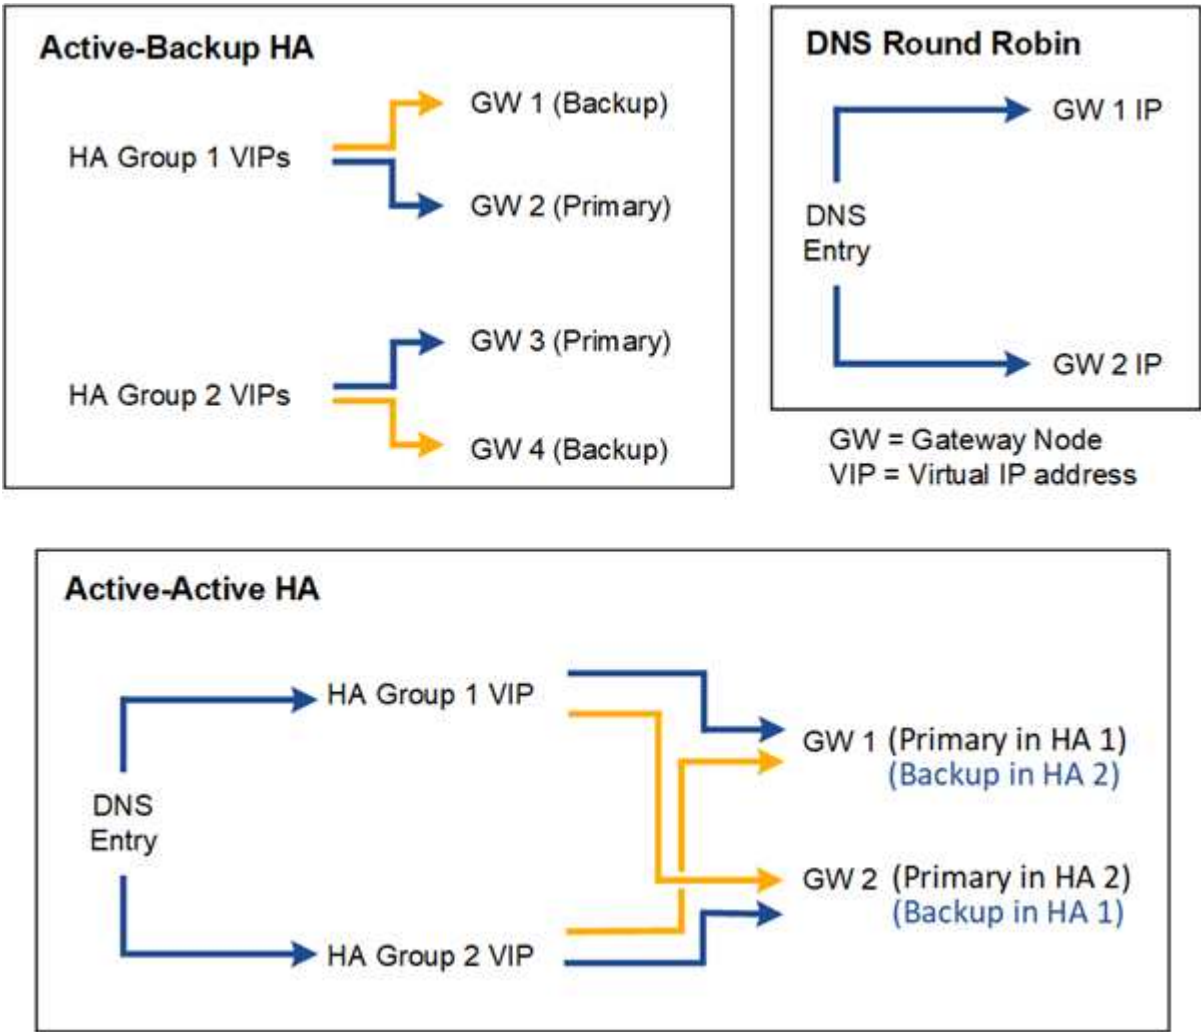 Active-Backup HA
HA Group 1 VIPs
GW 1 (Backup)
GW 2 (Primary)
HA Group 2 VIPs
GW 3 (Primary)
GW 4 (Backup)
DNS Round Robin
GW 1 IP
DNS
Entry
GW 2 IP
GW = Gateway Node
VIP = Virtual IP address
Active-Active HA
DNS
Entry
HA Group 1 VIP
HA Group 2 VIP
GW 1 (Primary in HA 1)
(Backup in HA 2)
GW 2 (Primary in HA 2)
(Backup in HA 1)